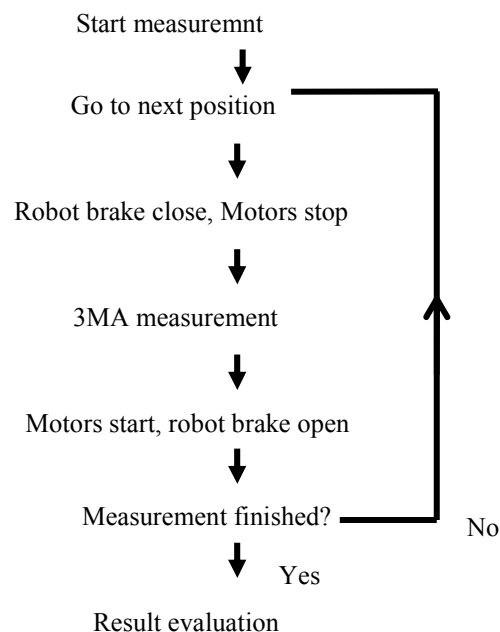 Start measuremnt
Go to next position
Robot brake close, Motors stop
3MA measurement
Motors start, robot brake open
Measurement finished?
No
Yes
Result evaluation